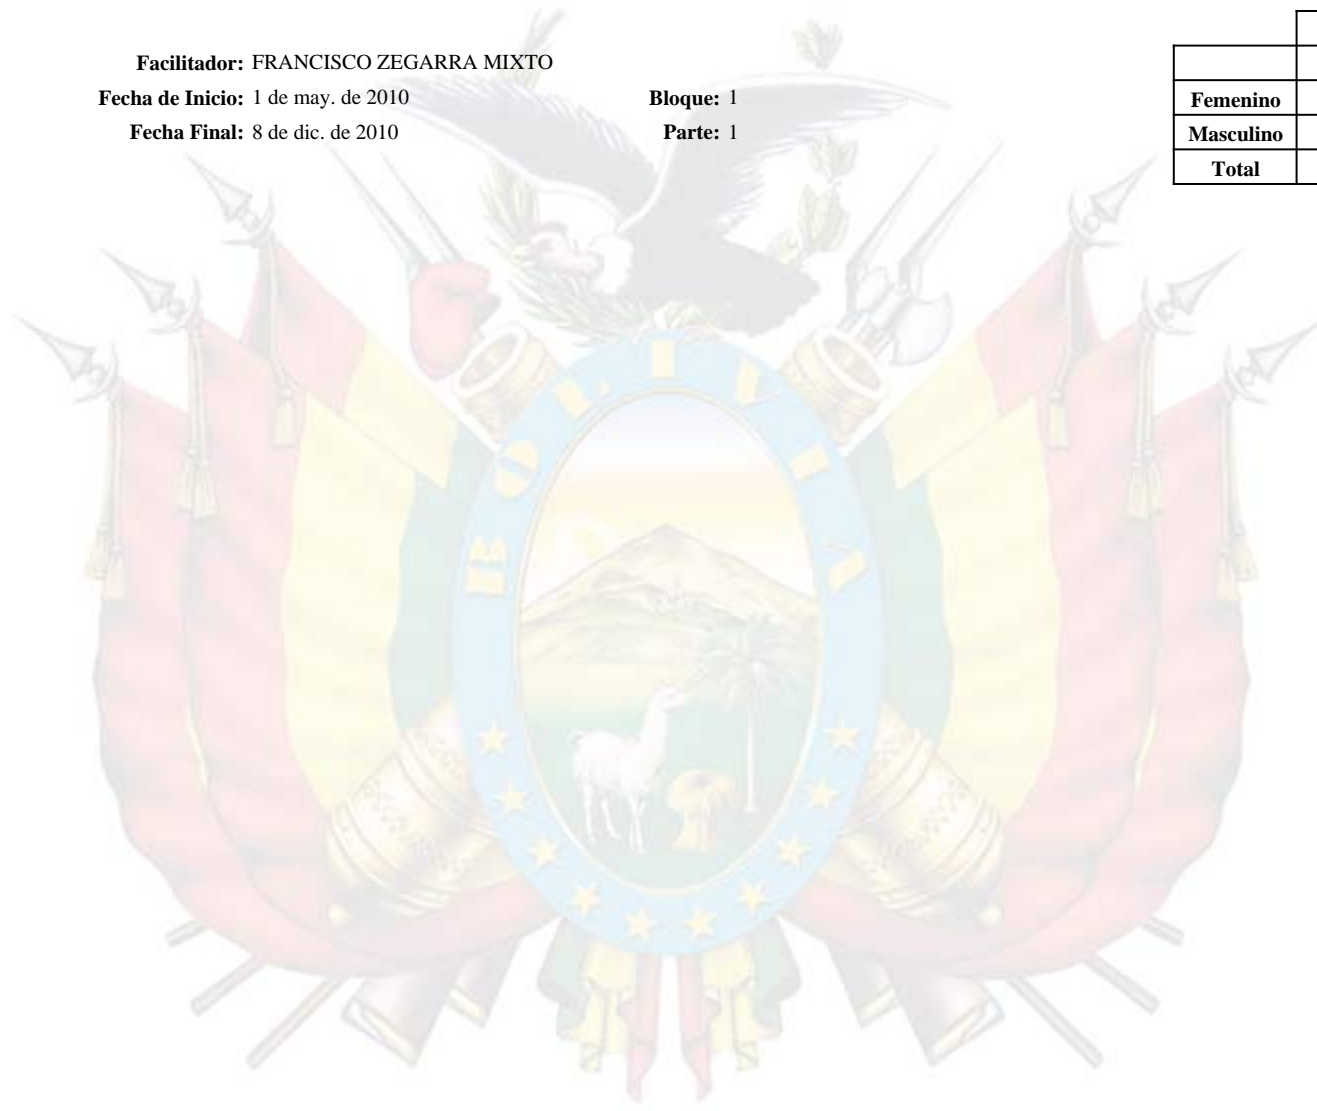 Facilitador: FRANCISCO ZEGARRA MIXTO
Fecha de Inicio: 1 de may. de 2010 Bloque: 1
Fecha Final: 8 de dic. de 2010 Parte: 1
Femenino
Masculino
Total
BOLIVIA